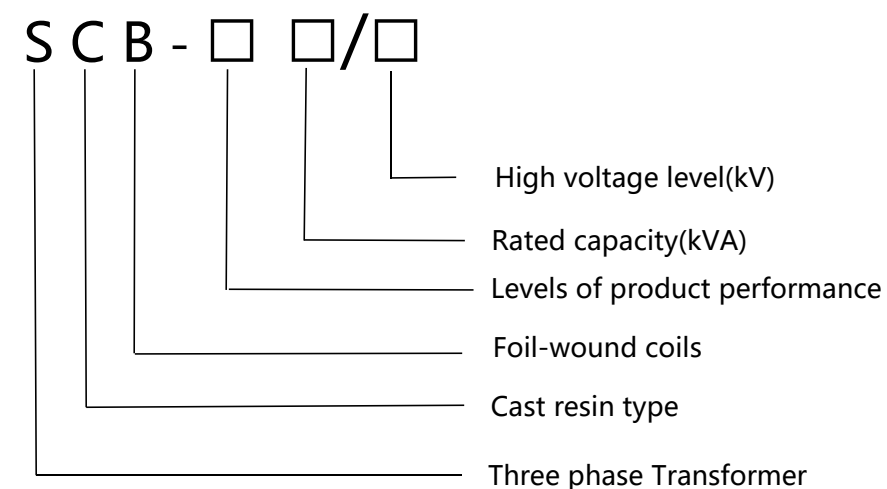 S C B - □ □/□
High voltage level(kV)
Rated capacity(kVA)
Levels of product performance
Foil-wound coils
Cast resin type
Three phase Transformer